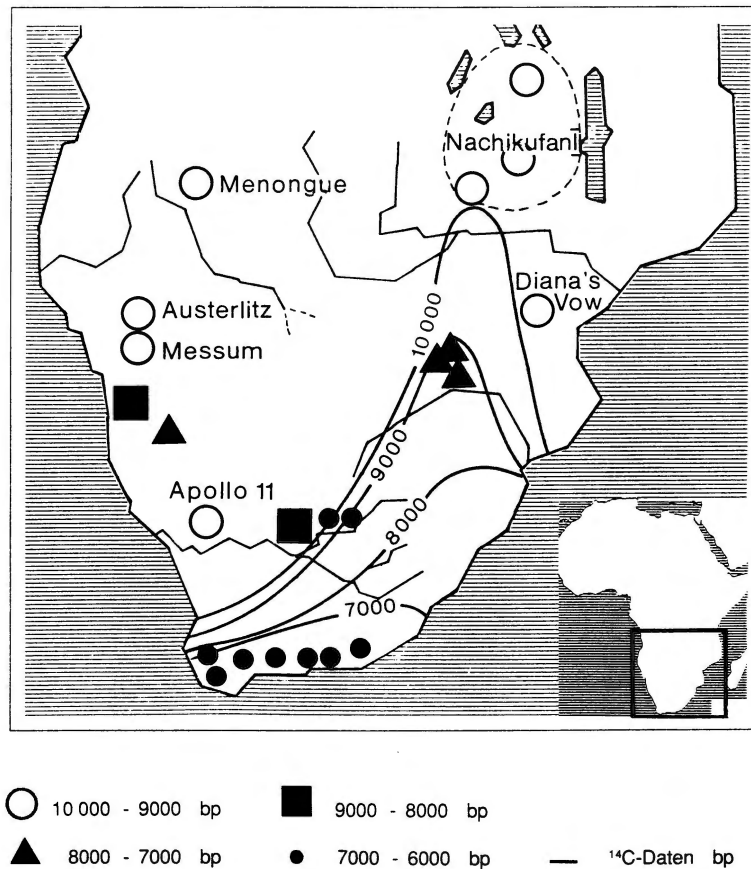 Nachikufan I
Menongue
Diana's
Vow
Austerlitz
Messum
10 000
9000
Apollo 11
8000
7000
10 000 - 9000 bp
9000 - 8000 bp
8000 - 7000 bp
7000 - 6000 bp
¹⁴C-Daten bp